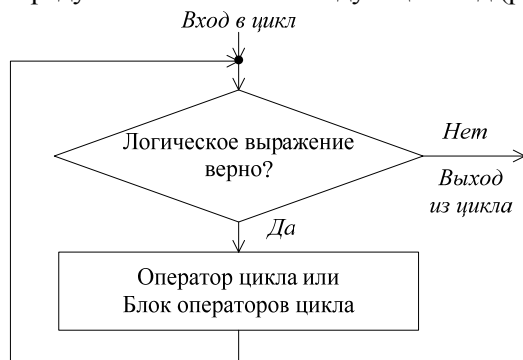 Вход в цикл
Логическое выражение
верно?
Нет
Выход
из цикла
Да
Оператор цикла или
Блок операторов цикла